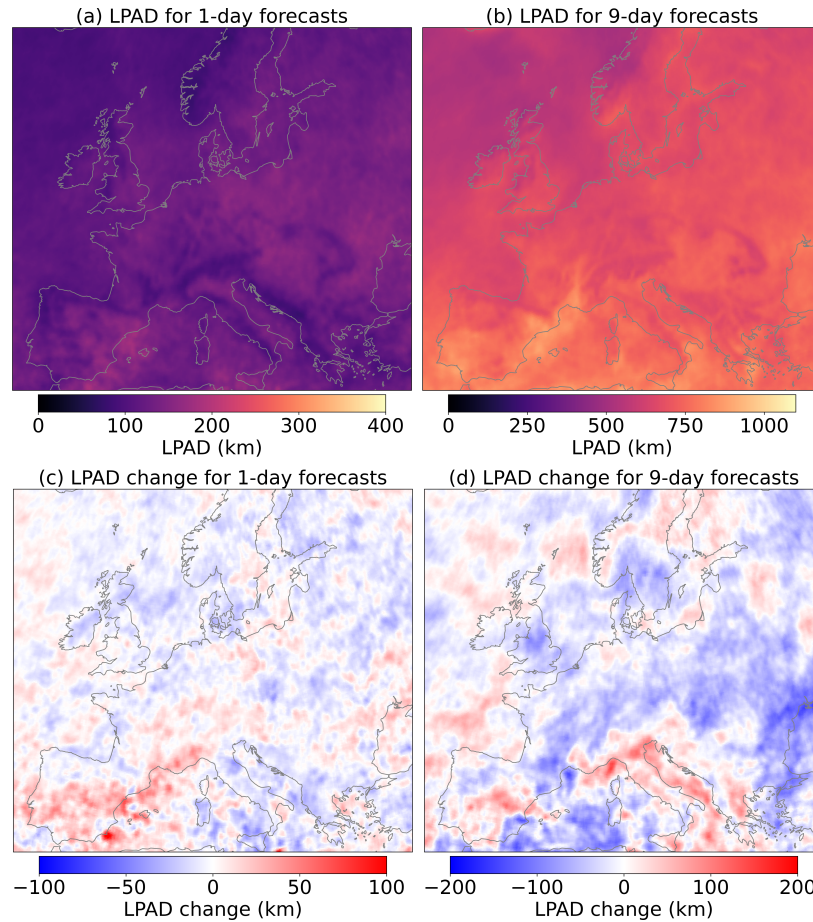 (a) LPAD for 1-day forecasts
(b) LPAD for 9-day forecasts
0 100 200 300 400
LPAD (km)
0 250 500 750 1000
LPAD (km)
(c) LPAD change for 1-day forecasts
(d) LPAD change for 9-day forecasts
−100 −50 0 50 100
LPAD change (km)
−200 −100 0 100 200
LPAD change (km)